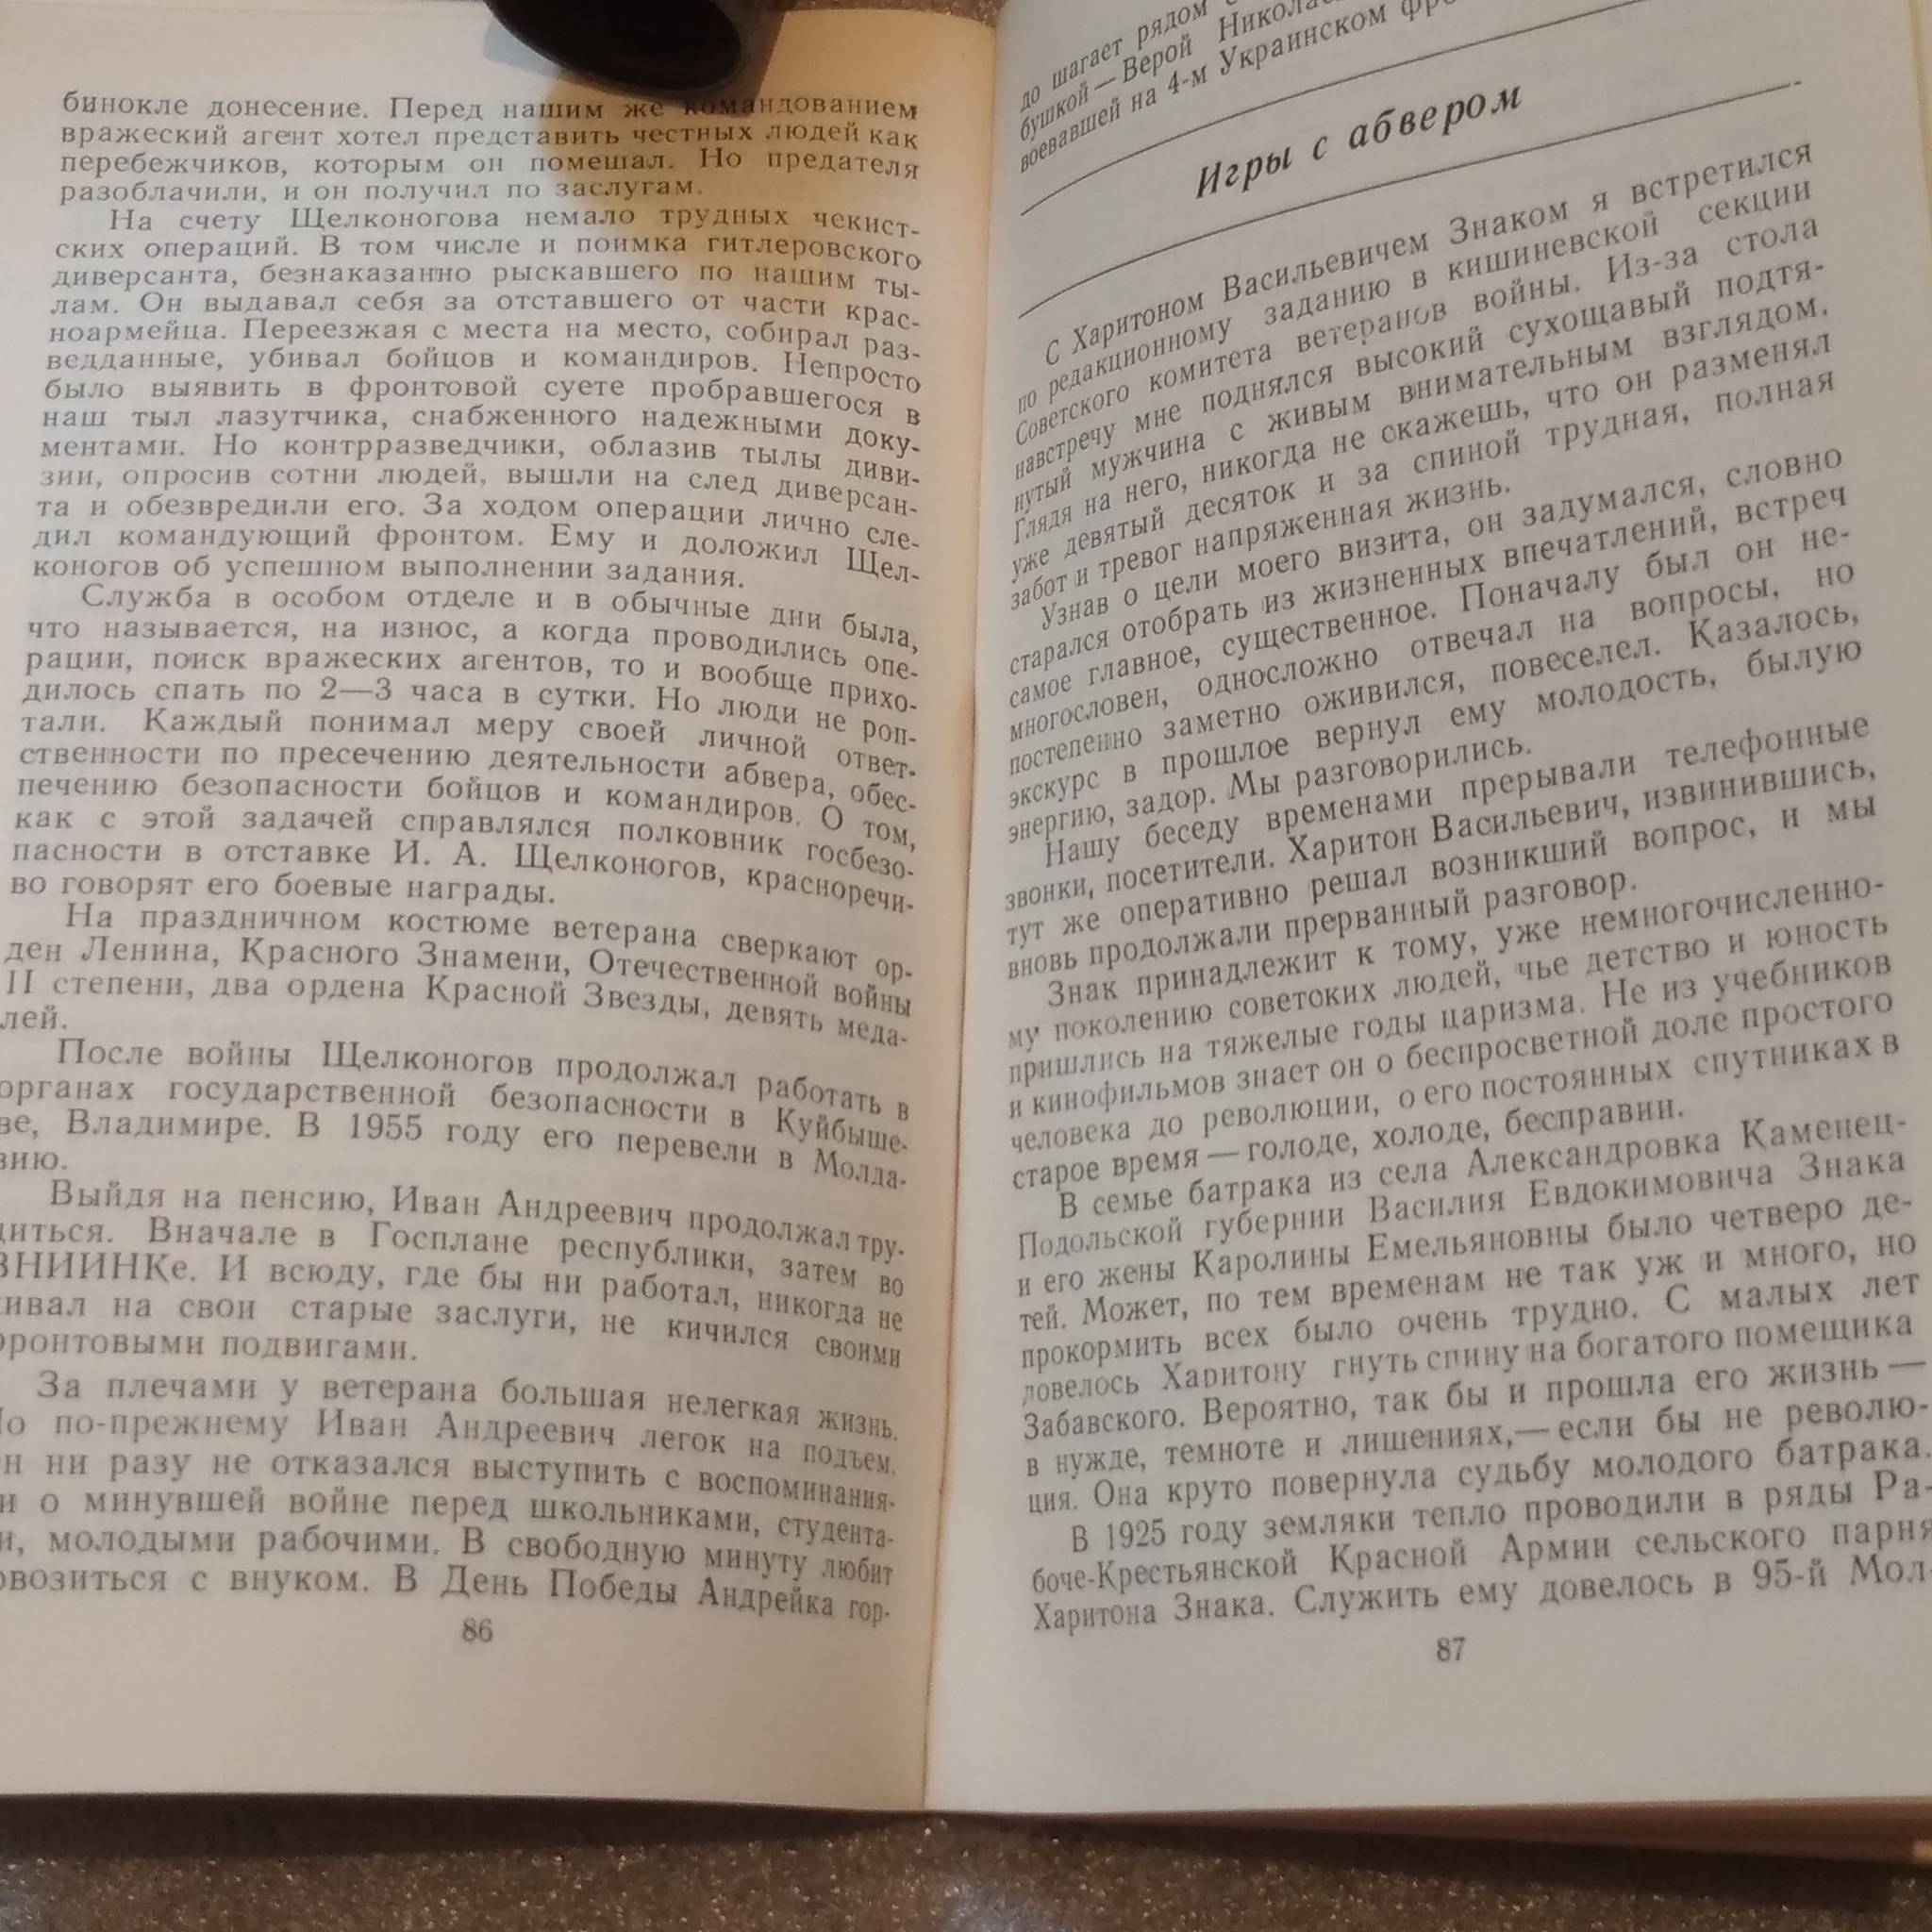 бинокле донесение. Перед нашим же командованием
вражеский агент хотел представить честных людей как
перебежчиков, которым он помешал. Но предателя
разоблачили, и он получил по заслугам.
На счету Щелконогова немало трудных чекист-
ских операций. В том числе и поимка гитлеровского
диверсанта, безнаказанно рыскавшего по нашим ты-
лам. Он выдавал себя за отставшего от части крас-
ноармейца. Переезжая с места на место, собирал раз-
ведданные, убивал бойцов и командиров. Непросто
было выявить в фронтовой суете пробравшегося в
наш тыл лазутчика, снабженного надежными доку-
ментами. Но контрразведчики, облазив тылы диви-
зии, опросив сотни людей, вышли на след диверсан-
та и обезвредили его. За ходом операции лично сле-
дил командующий фронтом. Ему и доложил Щел-
коногов об успешном выполнении задания.
Служба в особом отделе и в обычные дни была,
что называется, на износ, а когда проводились опе-
рации, поиск вражеских агентов, то и вообще прихо-
дилось спать по 2—3 часа в сутки. Но люди не роп-
тали. Каждый понимал меру своей личной ответ-
ственности по пресечению деятельности абвера, обес-
печению безопасности бойцов и командиров. О том,
как с этой задачей справлялся полковник госбезо-
пасности в отставке И. А. Щелконогов, красноречи-
во говорят его боевые награды.
На праздничном костюме ветерана сверкают ор-
ден Ленина, Красного Знамени, Отечественной войны
II степени, два ордена Красной Звезды, девять меда-
лей.
После войны Щелконогов продолжал работать в
органах государственной безопасности в Куйбыше-
ве, Владимире. В 1955 году его перевели в Молда-
вию.
Выйдя на пенсию, Иван Андреевич продолжал тру-
диться. Вначале в Госплане республики, затем во
ВНИИНКе. И всюду, где бы ни работал, никогда не
ивал на свои старые заслуги, не кичился своими
фронтовыми подвигами.
За плечами у ветерана большая нелегкая жизнь.
Но по-прежнему Иван Андреевич легок на подъем.
н ни разу не отказался выступить с воспоминания-
и о минувшей войне перед школьниками, студента-
и, молодыми рабочими. В свободную минуту любит
овозиться с внуком. В День Победы Андрейка гор-
86
до шагает рядом
бушкой — Верой
воевавшей на 4-м Украинском
Игры с абвером
С Харитоном Васильевичем Знаком я встретился
по редакционному заданию в кишиневской секции
Советского комитета ветеранов войны. Из-за стола
навстречу мне поднялся высокий сухощавый подтя-
нутый мужчина с живым внимательным взглядом.
Глядя на него, никогда не скажешь, что он разменял
уже девятый десяток и за спиной трудная, полная
забот и тревог напряженная жизнь.
Узнав о цели моего визита, он задумался, словно
старался отобрать из жизненных впечатлений, встреч
самое главное, существенное. Поначалу был он не-
многословен, односложно отвечал на вопросы, но
постепенно заметно оживился, повеселел. Казалось,
экскурс в прошлое вернул ему молодость, былую
энергию, задор. Мы разговорились.
Нашу беседу временами прерывали телефонные
звонки, посетители. Харитон Васильевич, извинившись,
тут же оперативно решал возникший вопрос, и мы
вновь продолжали прерванный разговор.
Знак принадлежит к тому, уже немногочисленно-
му поколению советских людей, чье детство и юность
пришлись на тяжелые годы царизма. Не из учебников
и кинофильмов знает он о беспросветной доле простого
человека до революции, о его постоянных спутниках в
старое время — голоде, холоде, бесправии.
В семье батрака из села Александровка Каменец-
Подольской губернии Василия Евдокимовича Знака
и его жены Каролины Емельяновны было четверо де-
тей. Может, по тем временам не так уж и много, но
прокормить всех было очень трудно. С малых лет
довелось Харитону гнуть спину на богатого помещика
Забавского. Вероятно, так бы и прошла его жизнь —
в нужде, темноте и лишениях,— если бы не револю-
ция. Она круто повернула судьбу молодого батрака.
В 1925 году земляки тепло проводили в ряды Ра-
боче-Крестьянской Красной Армии сельского парня
Харитона Знака. Служить ему довелось в 95-й Мол-
87